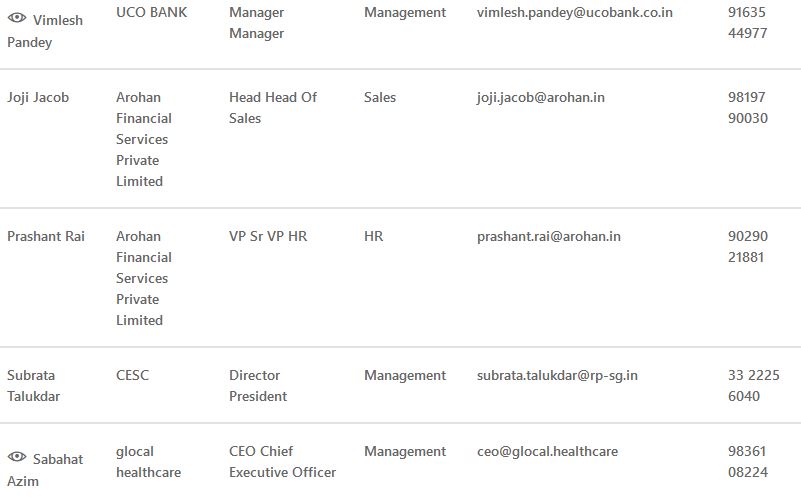 Vimlesh Pandey UCO BANK Manager Manager Management vimlesh.pandey@ucobank.co.in 91635 44977
Joji Jacob Arohan Financial Services Private Limited Head Head Of Sales Sales joji.jacob@arohan.in 98197 90030
Prashant Rai Arohan Financial Services Private Limited VP Sr VP HR HR prashant.rai@arohan.in 90290 21881
Subrata Talukdar CESC Director President Management subrata.talukdar@rp-sg.in 33 2225 6040
Sabahat Azim glocal healthcare CEO Chief Executive Officer Management ceo@glocal.healthcare 98361 08224